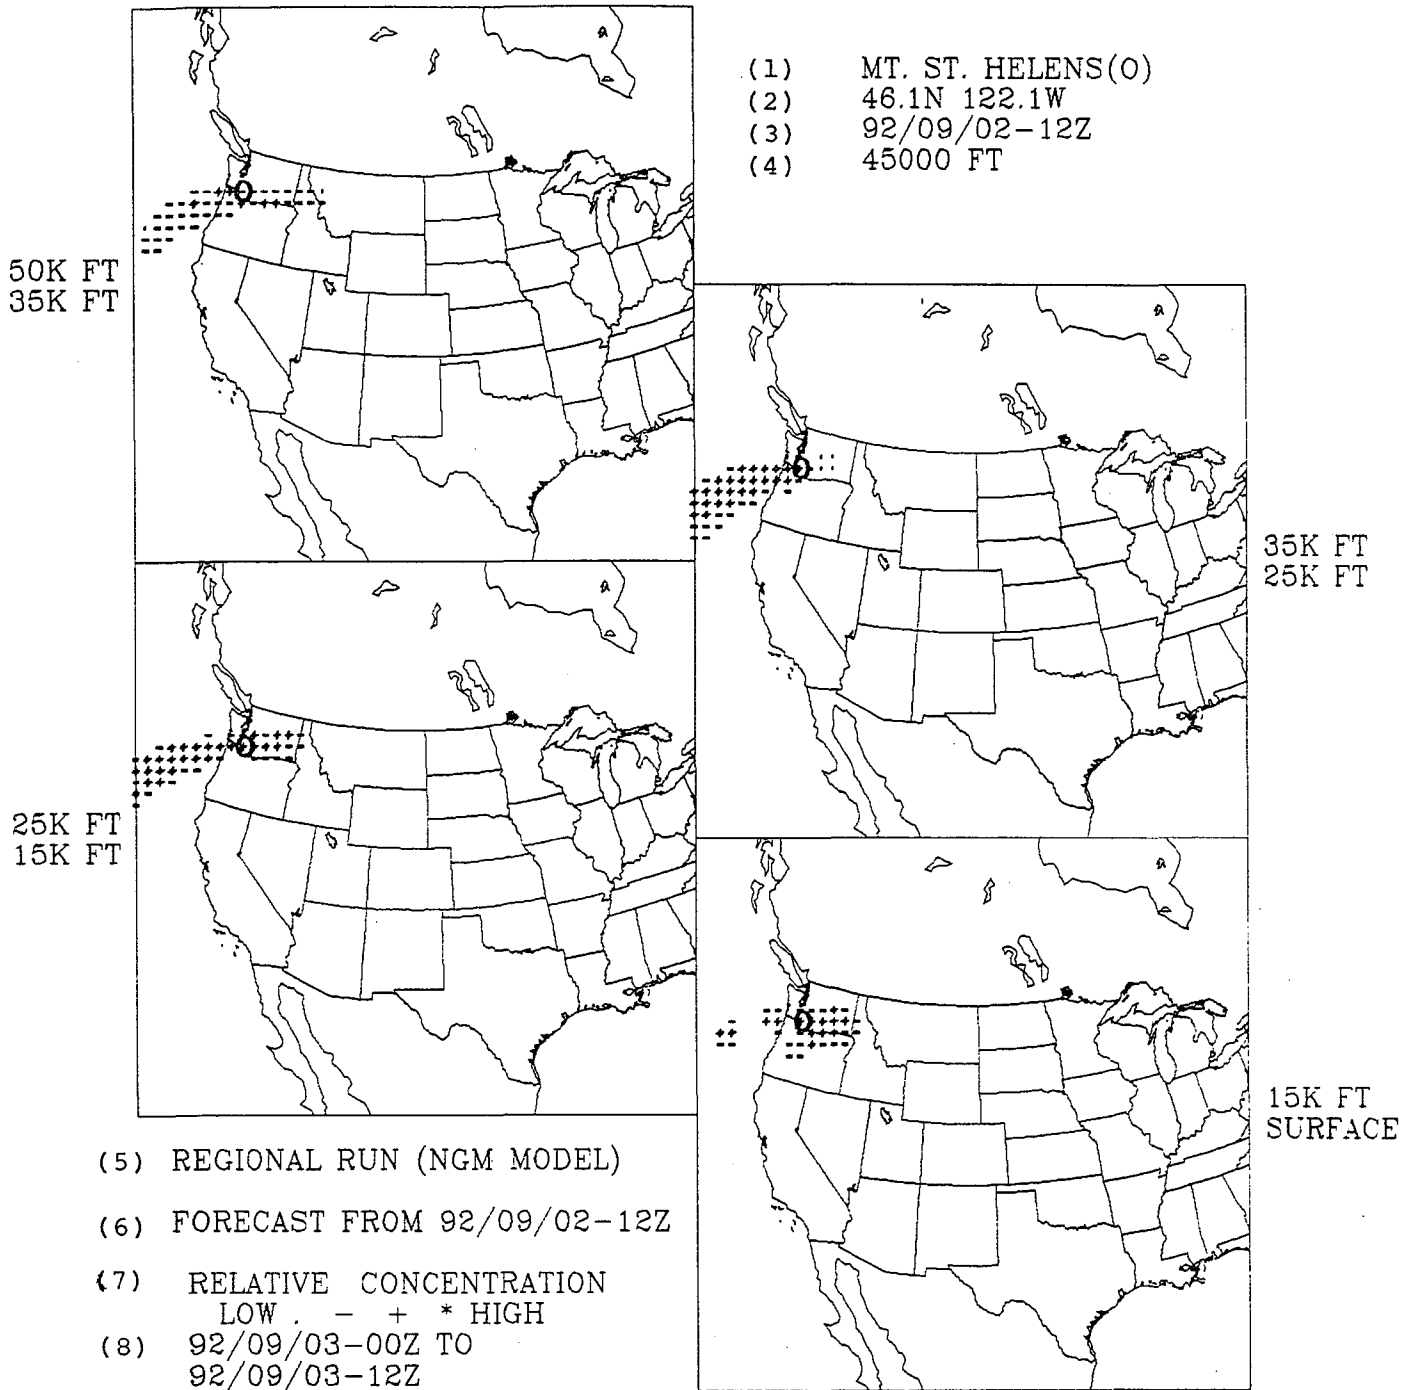 (1) MT. ST. HELENS(O)
(2) 46.1N 122.1W
(3) 92/09/02-12Z
(4) 45000 FT
50K FT
35K FT
35K FT
25K FT
25K FT
15K FT
15K FT
SURFACE
(5) REGIONAL RUN (NGM MODEL)
(6) FORECAST FROM 92/09/02-12Z
(7) RELATIVE CONCENTRATION
LOW . - + * HIGH
(8) 92/09/03-00Z TO
92/09/03-12Z